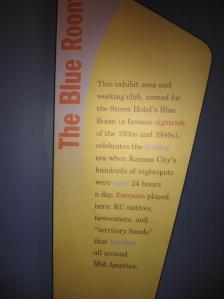 The Blue Room
This exhibit area and
working club, named for
the Street Hotel's Blue
Room (a famous nightclub
of the 1930s and 1940s),
celebrates the
era when Kansas City's
hundreds of nightspots
were open 24 hours
a day. Everyone played
here: KC natives,
newcomers, and
"territory bands"
that traveled
all around
Mid America.